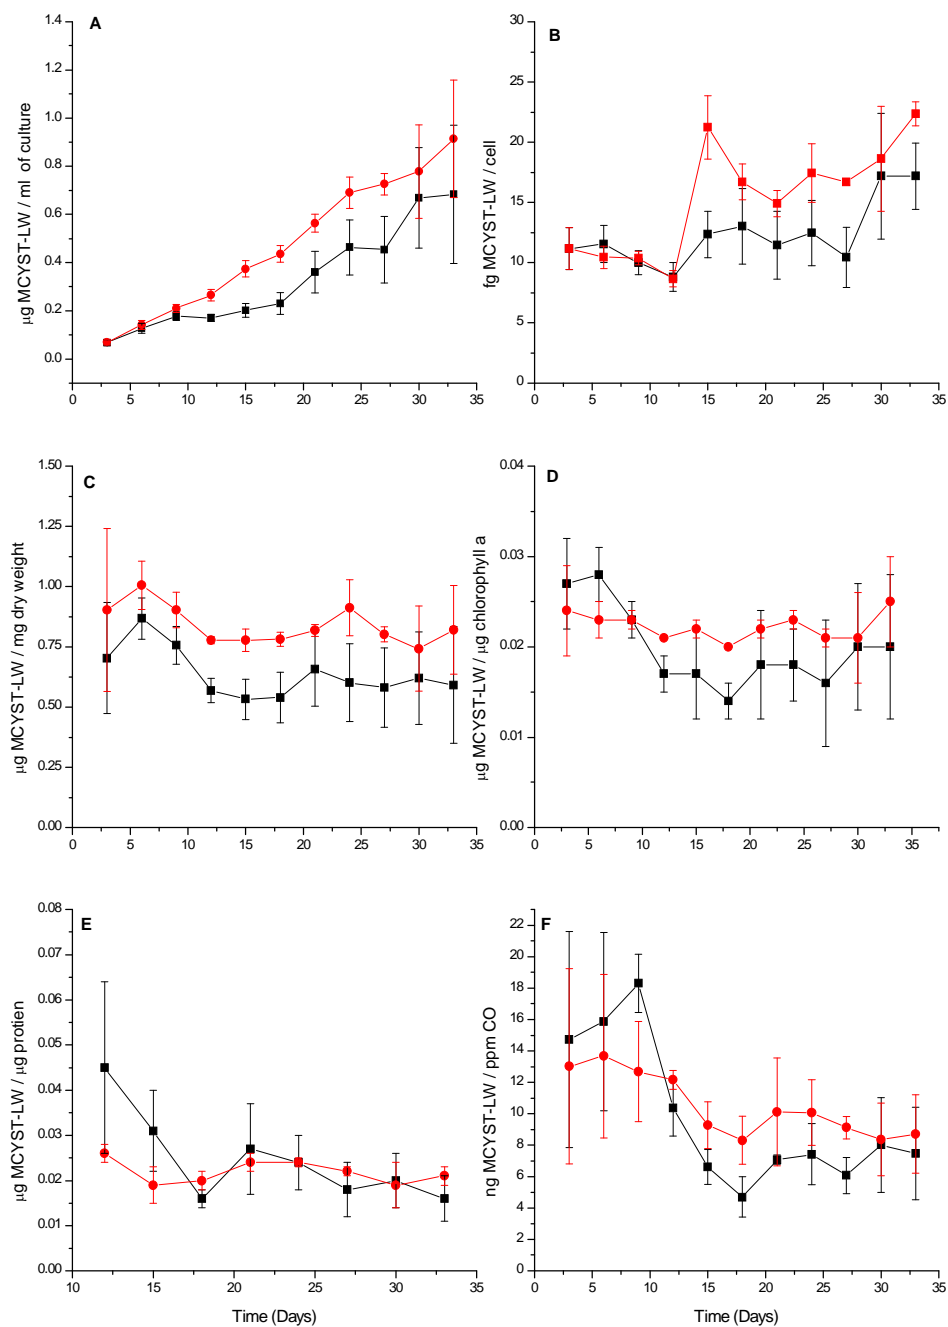 A
μg MCYST-LW / ml of culture
1.4
1.2
1.0
0.8
0.6
0.4
0.2
0.0
0 5 10 15 20 25 30 35
B
fg MCYST-LW / cell
30
25
20
15
10
5
0
0 5 10 15 20 25 30 35
C
μg MCYST-LW / mg dry weight
1.50
1.25
1.00
0.75
0.50
0.25
0.00
0 5 10 15 20 25 30 35
D
μg MCYST-LW / μg chlorophyll a
0.04
0.03
0.02
0.01
0.00
0 5 10 15 20 25 30 35
E
μg MCYST-LW / μg protien
0.08
0.07
0.06
0.05
0.04
0.03
0.02
0.01
0.00
10 15 20 25 30 35
Time (Days)
F
ng MCYST-LW / ppm CO
22
20
18
16
14
12
10
8
6
4
2
0
0 5 10 15 20 25 30 35
Time (Days)